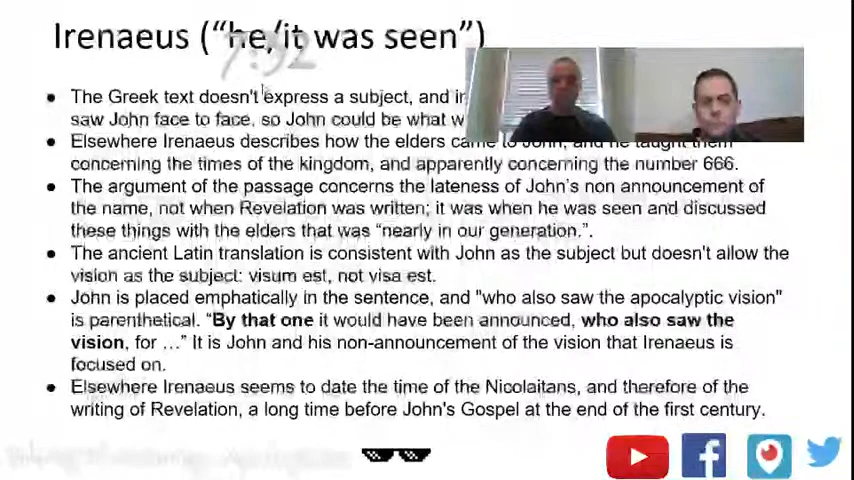 Irenaeus (“he/it was seen”)
7:52
● The Greek text doesn't express a subject, and
saw John face to face, so John could be what
● Elsewhere Irenaeus describes how the elders came to John, and he taught them
concerning the times of the kingdom, and apparently concerning the number 666.
● The argument of the passage concerns the lateness of John’s non announcement of
the name, not when Revelation was written; it was when he was seen and discussed
these things with the elders that was “nearly in our generation.”.
● The ancient Latin translation is consistent with John as the subject but doesn't allow the
vision as the subject: visum est, not visa est.
● John is placed emphatically in the sentence, and "who also saw the apocalyptic vision"
is parenthetical. “By that one it would have been announced, who also saw the
vision, for …” It is John and his non-announcement of the vision that Irenaeus is
focused on.
● Elsewhere Irenaeus seems to date the time of the Nicolaitans, and therefore of the
writing of Revelation, a long time before John's Gospel at the end of the first century.